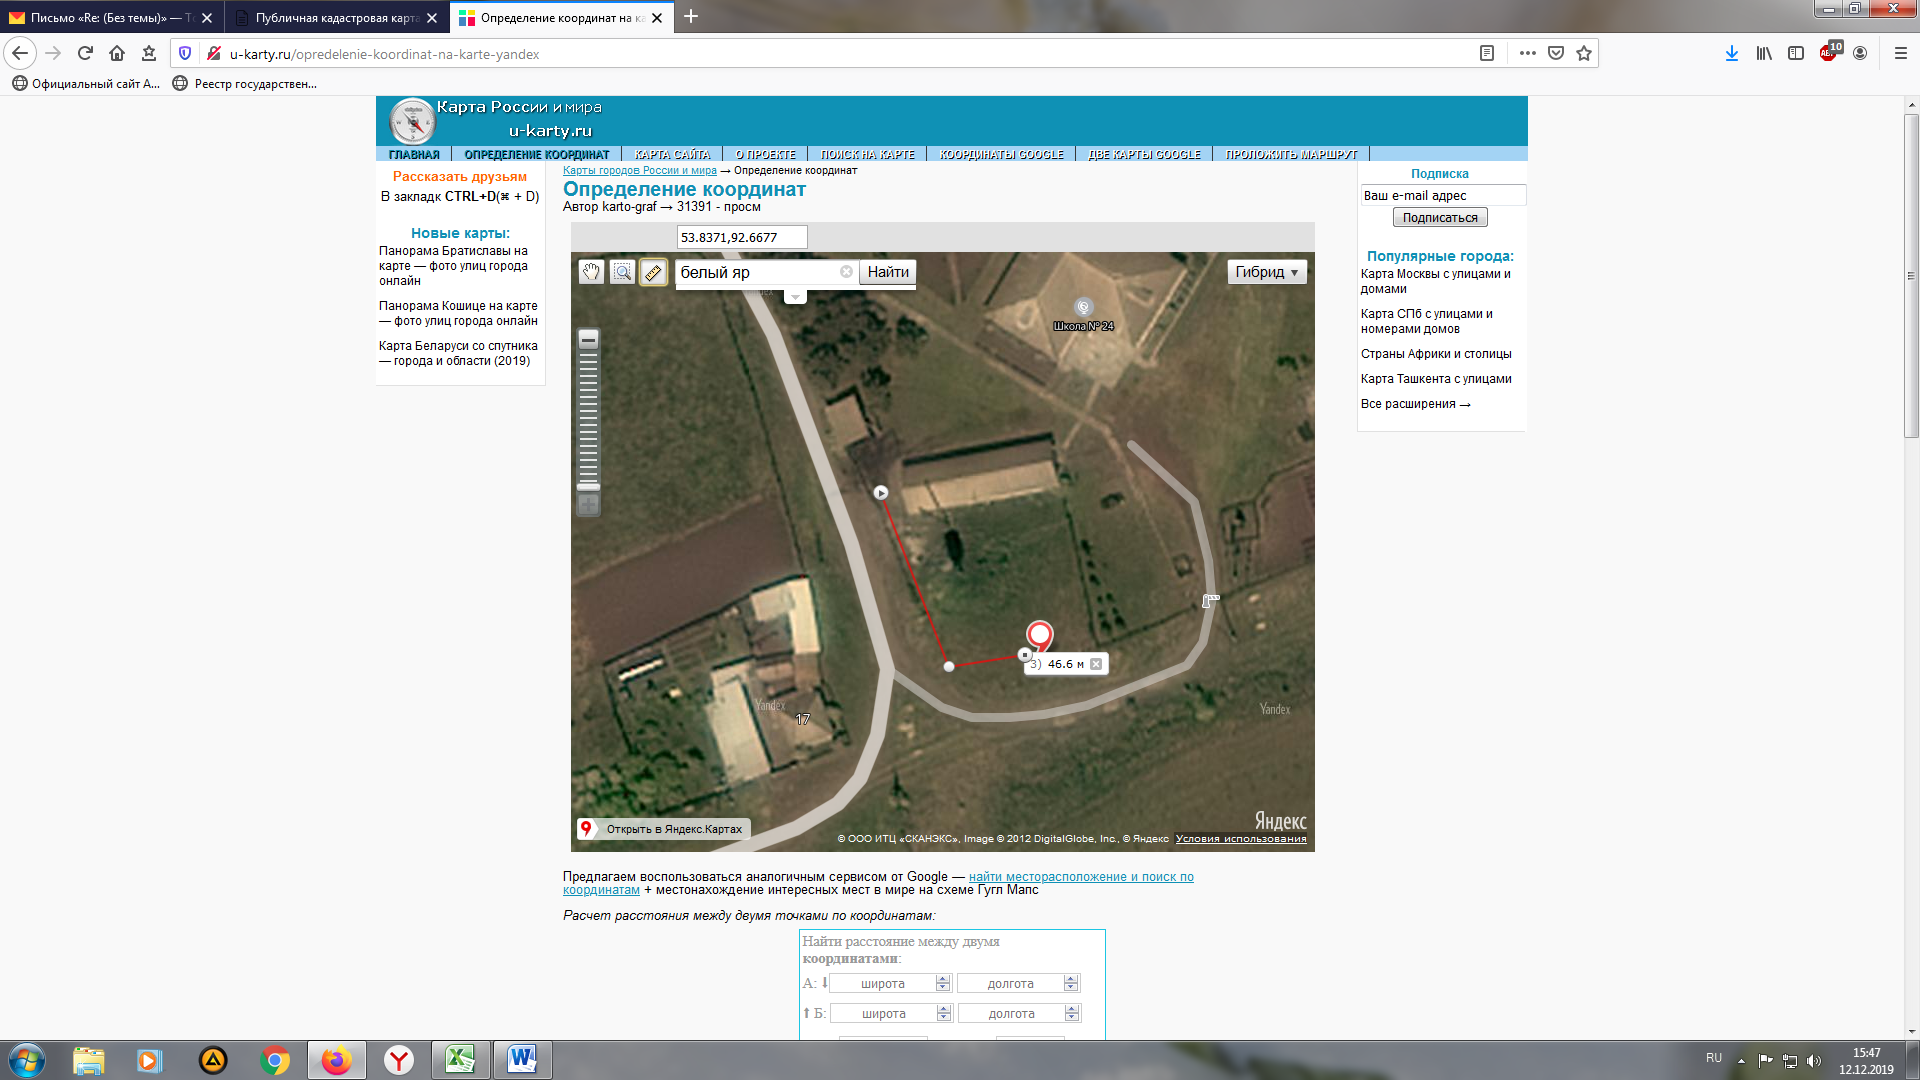 Письмо «Re: (Без темы)» — Т
Публичная кадастровая карта
Определение координат на к
u-karty.ru/opredelenie-koordinat-na-karte-yandex
10
Официальный сайт А...
Реестр государствен...
Карта России и мира
u-karty.ru
ГЛАВНАЯ
ОПРЕДЕЛЕНИЕ КООРДИНАТ
КАРТА САЙТА
О ПРОЕКТЕ
ПОИСК НА КАРТЕ
КООРДИНАТЫ GOOGLE
ДВЕ КАРТЫ GOOGLE
ПРОЛОЖИТЬ МАРШРУТ
Рассказать друзьям
В закладк CTRL+D(⌘ + D)
Новые карты:
Панорама Братиславы на
карте — фото улиц города
онлайн
Панорама Кошице на карте
— фото улиц города онлайн
Карта Беларуси со спутника
— города и области (2019)
Карты городов России и мира → Определение координат
Определение координат
Автор karto-graf → 31391 - просм
53.8371,92.6677
белый яр
Найти
Гибрид
Школа № 24
3) 46.6 м
17
Yandex
Yandex
Открыть в Яндекс.Картах
Яндекс
© ООО ИТЦ «СКАНЭКС», Image © 2012 DigitalGlobe, Inc., © Яндекс Условия использования
Предлагаем воспользоваться аналогичным сервисом от Google — найти месторасположение и поиск по
координатам + местонахождение интересных мест в мире на схеме Гугл Мапс
Расчет расстояния между двумя точками по координатам:
Найти расстояние между двумя
координатами:
А: широта долгота
Б: широта долгота
Подписка
Ваш e-mail адрес
Подписаться
Популярные города:
Карта Москвы с улицами и
домами
Карта СПб с улицами и
номерами домов
Страны Африки и столицы
Карта Ташкента с улицами
Все расширения →
RU
15:47
12.12.2019